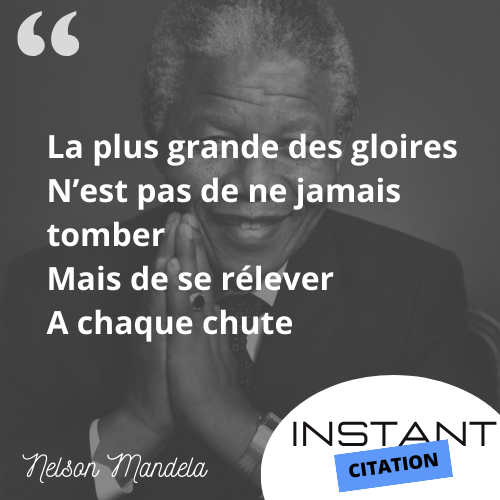 “
La plus grande des gloires
N’est pas de ne jamais
tomber
Mais de se rélever
A chaque chute
Nelson Mandela
INSTANT
CITATION